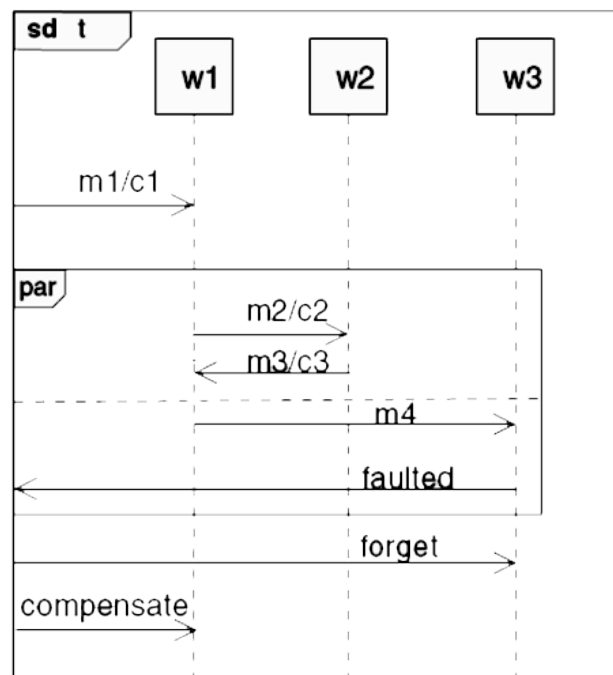 sd t
w1 w2 w3
m1/c1
par
m2/c2
m3/c3
m4
faulted
forget
compensate